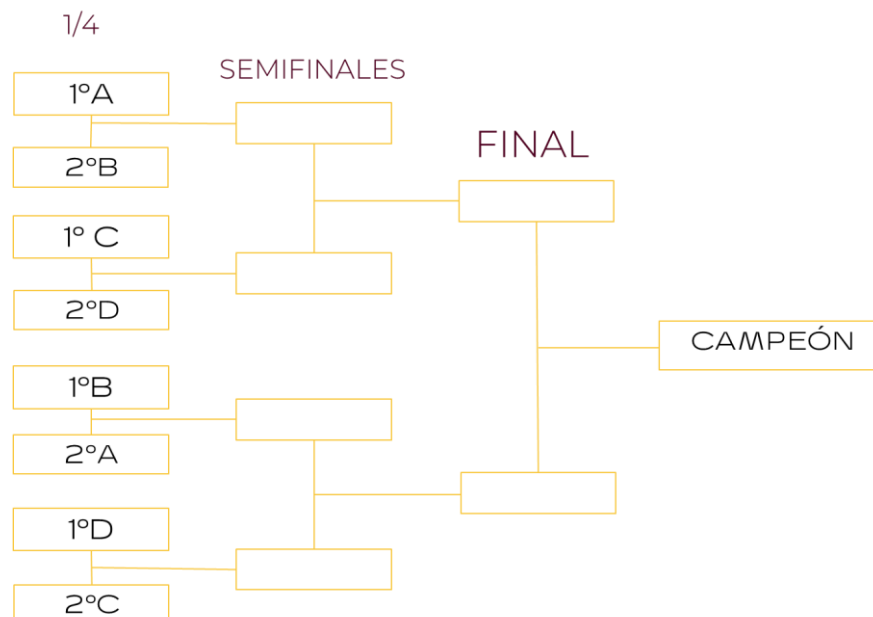 1/4
SEMIFINALES
FINAL
1ºA
2ºB
1º C
2ºD
1ºB
2ºA
1ºD
2ºC
CAMPEÓN